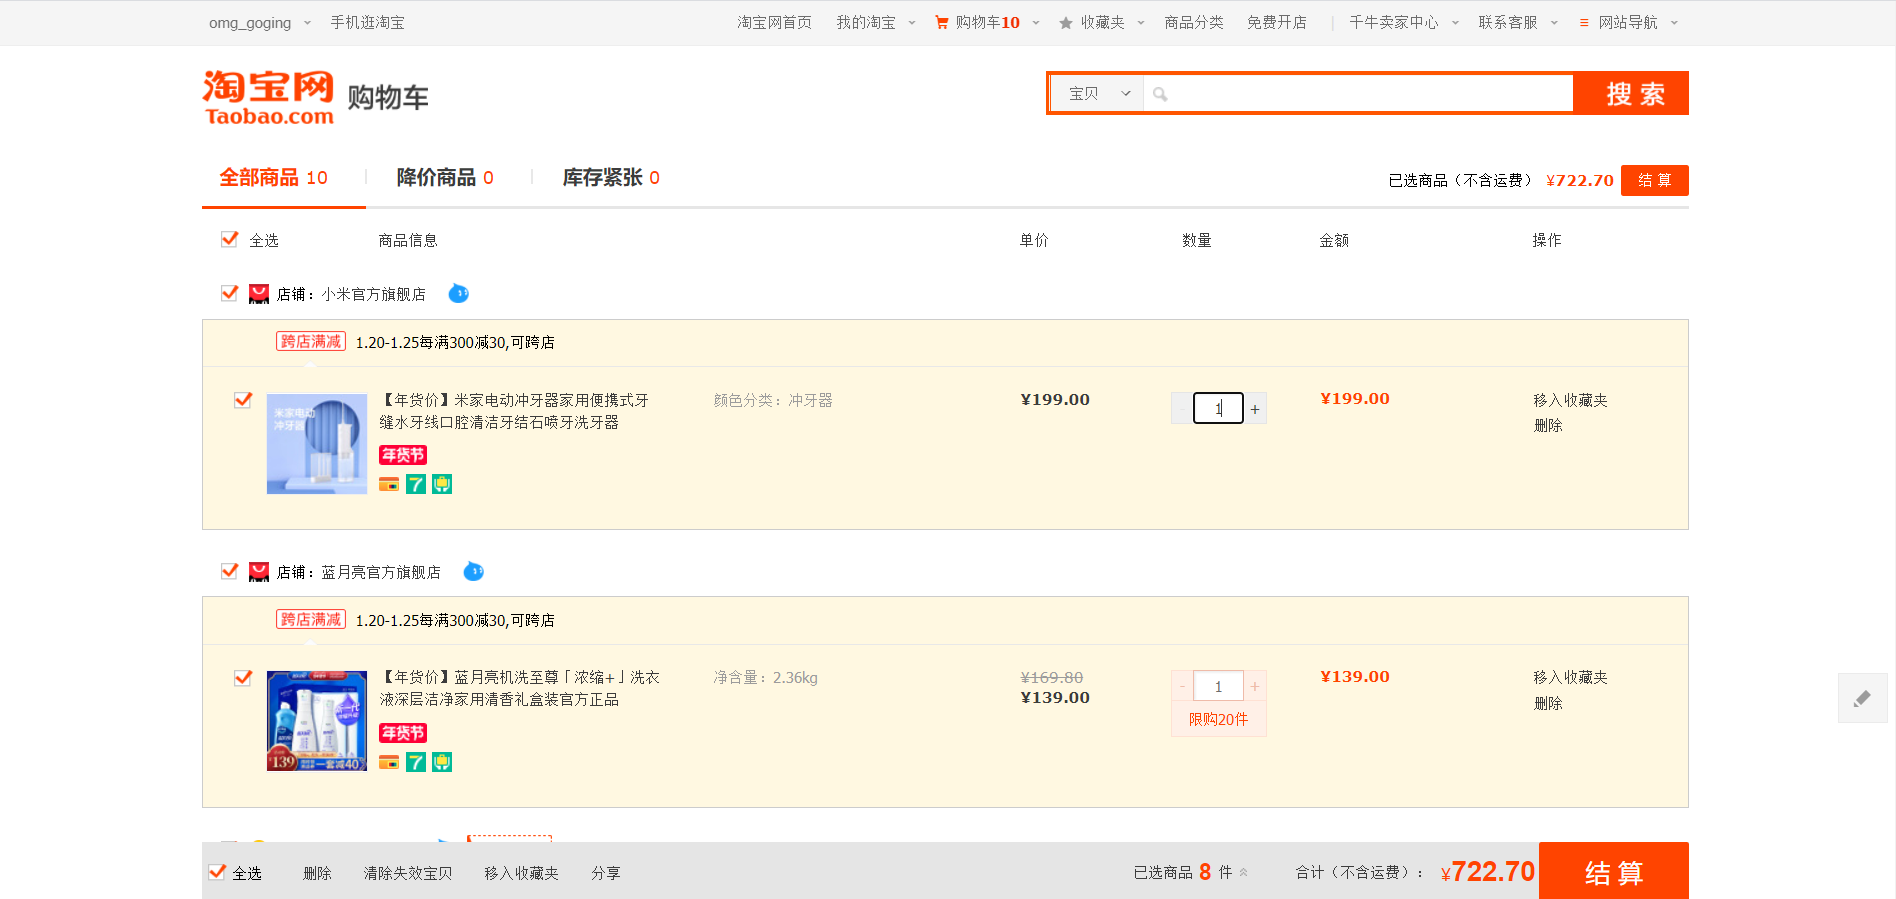 omg_goging 手机逛淘宝 淘宝网首页 我的淘宝 购物车10 收藏夹 商品分类 免费开店 千牛卖家中心 联系客服 网站导航
淘宝网
Taobao.com
购物车
宝贝 搜 索
全部商品 10 降价商品 0 库存紧张 0
已选商品（不含运费） ¥722.70 结 算
全选 商品信息 单价 数量 金额 操作
店铺：小米官方旗舰店
跨店满减 1.20-1.25每满300减30,可跨店
米家电动
冲牙器
【年货价】米家电动冲牙器家用便携式牙
缝水牙线口腔清洁牙结石喷牙洗牙器
年货节
7
颜色分类：冲牙器
¥199.00
- 1 +
¥199.00
移入收藏夹
删除
店铺：蓝月亮官方旗舰店
跨店满减 1.20-1.25每满300减30,可跨店
139
一套减40%
【年货价】蓝月亮机洗至尊「浓缩+」洗衣
液深层洁净家用清香礼盒装官方正品
年货节
7
净含量：2.36kg
¥169.80
¥139.00
- 1 +
限购20件
¥139.00
移入收藏夹
删除
全选 删除 清除失效宝贝 移入收藏夹 分享 已选商品 8 件 合计（不含运费）： ¥722.70 结 算